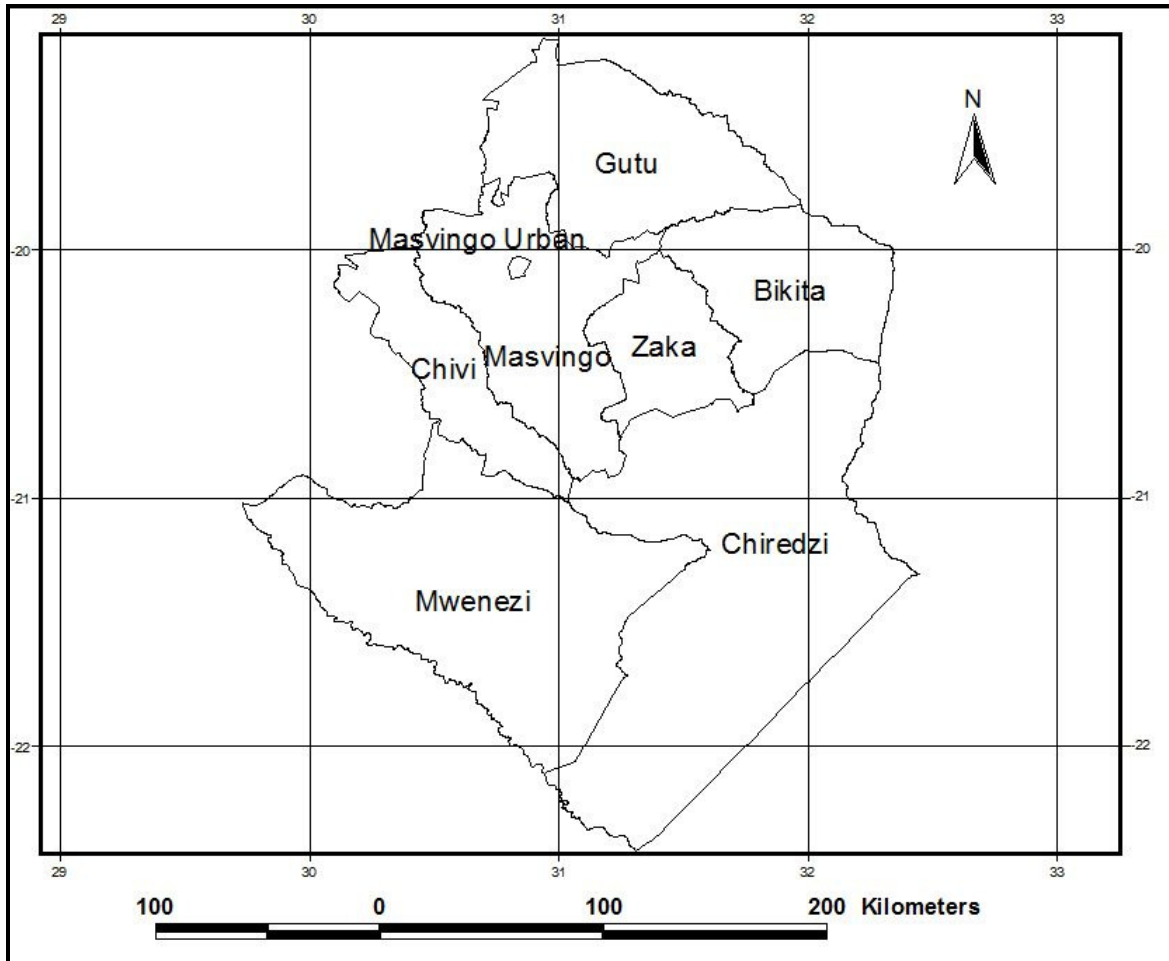 29 30 31 32 33
N
Gutu
Masvingo Urban
-20 -20
Bikita
Zaka
Masvingo
Chivi
-21 -21
Chiredzi
Mwenezi
-22 -22
29 30 31 32 33
100 0 100 200 Kilometers